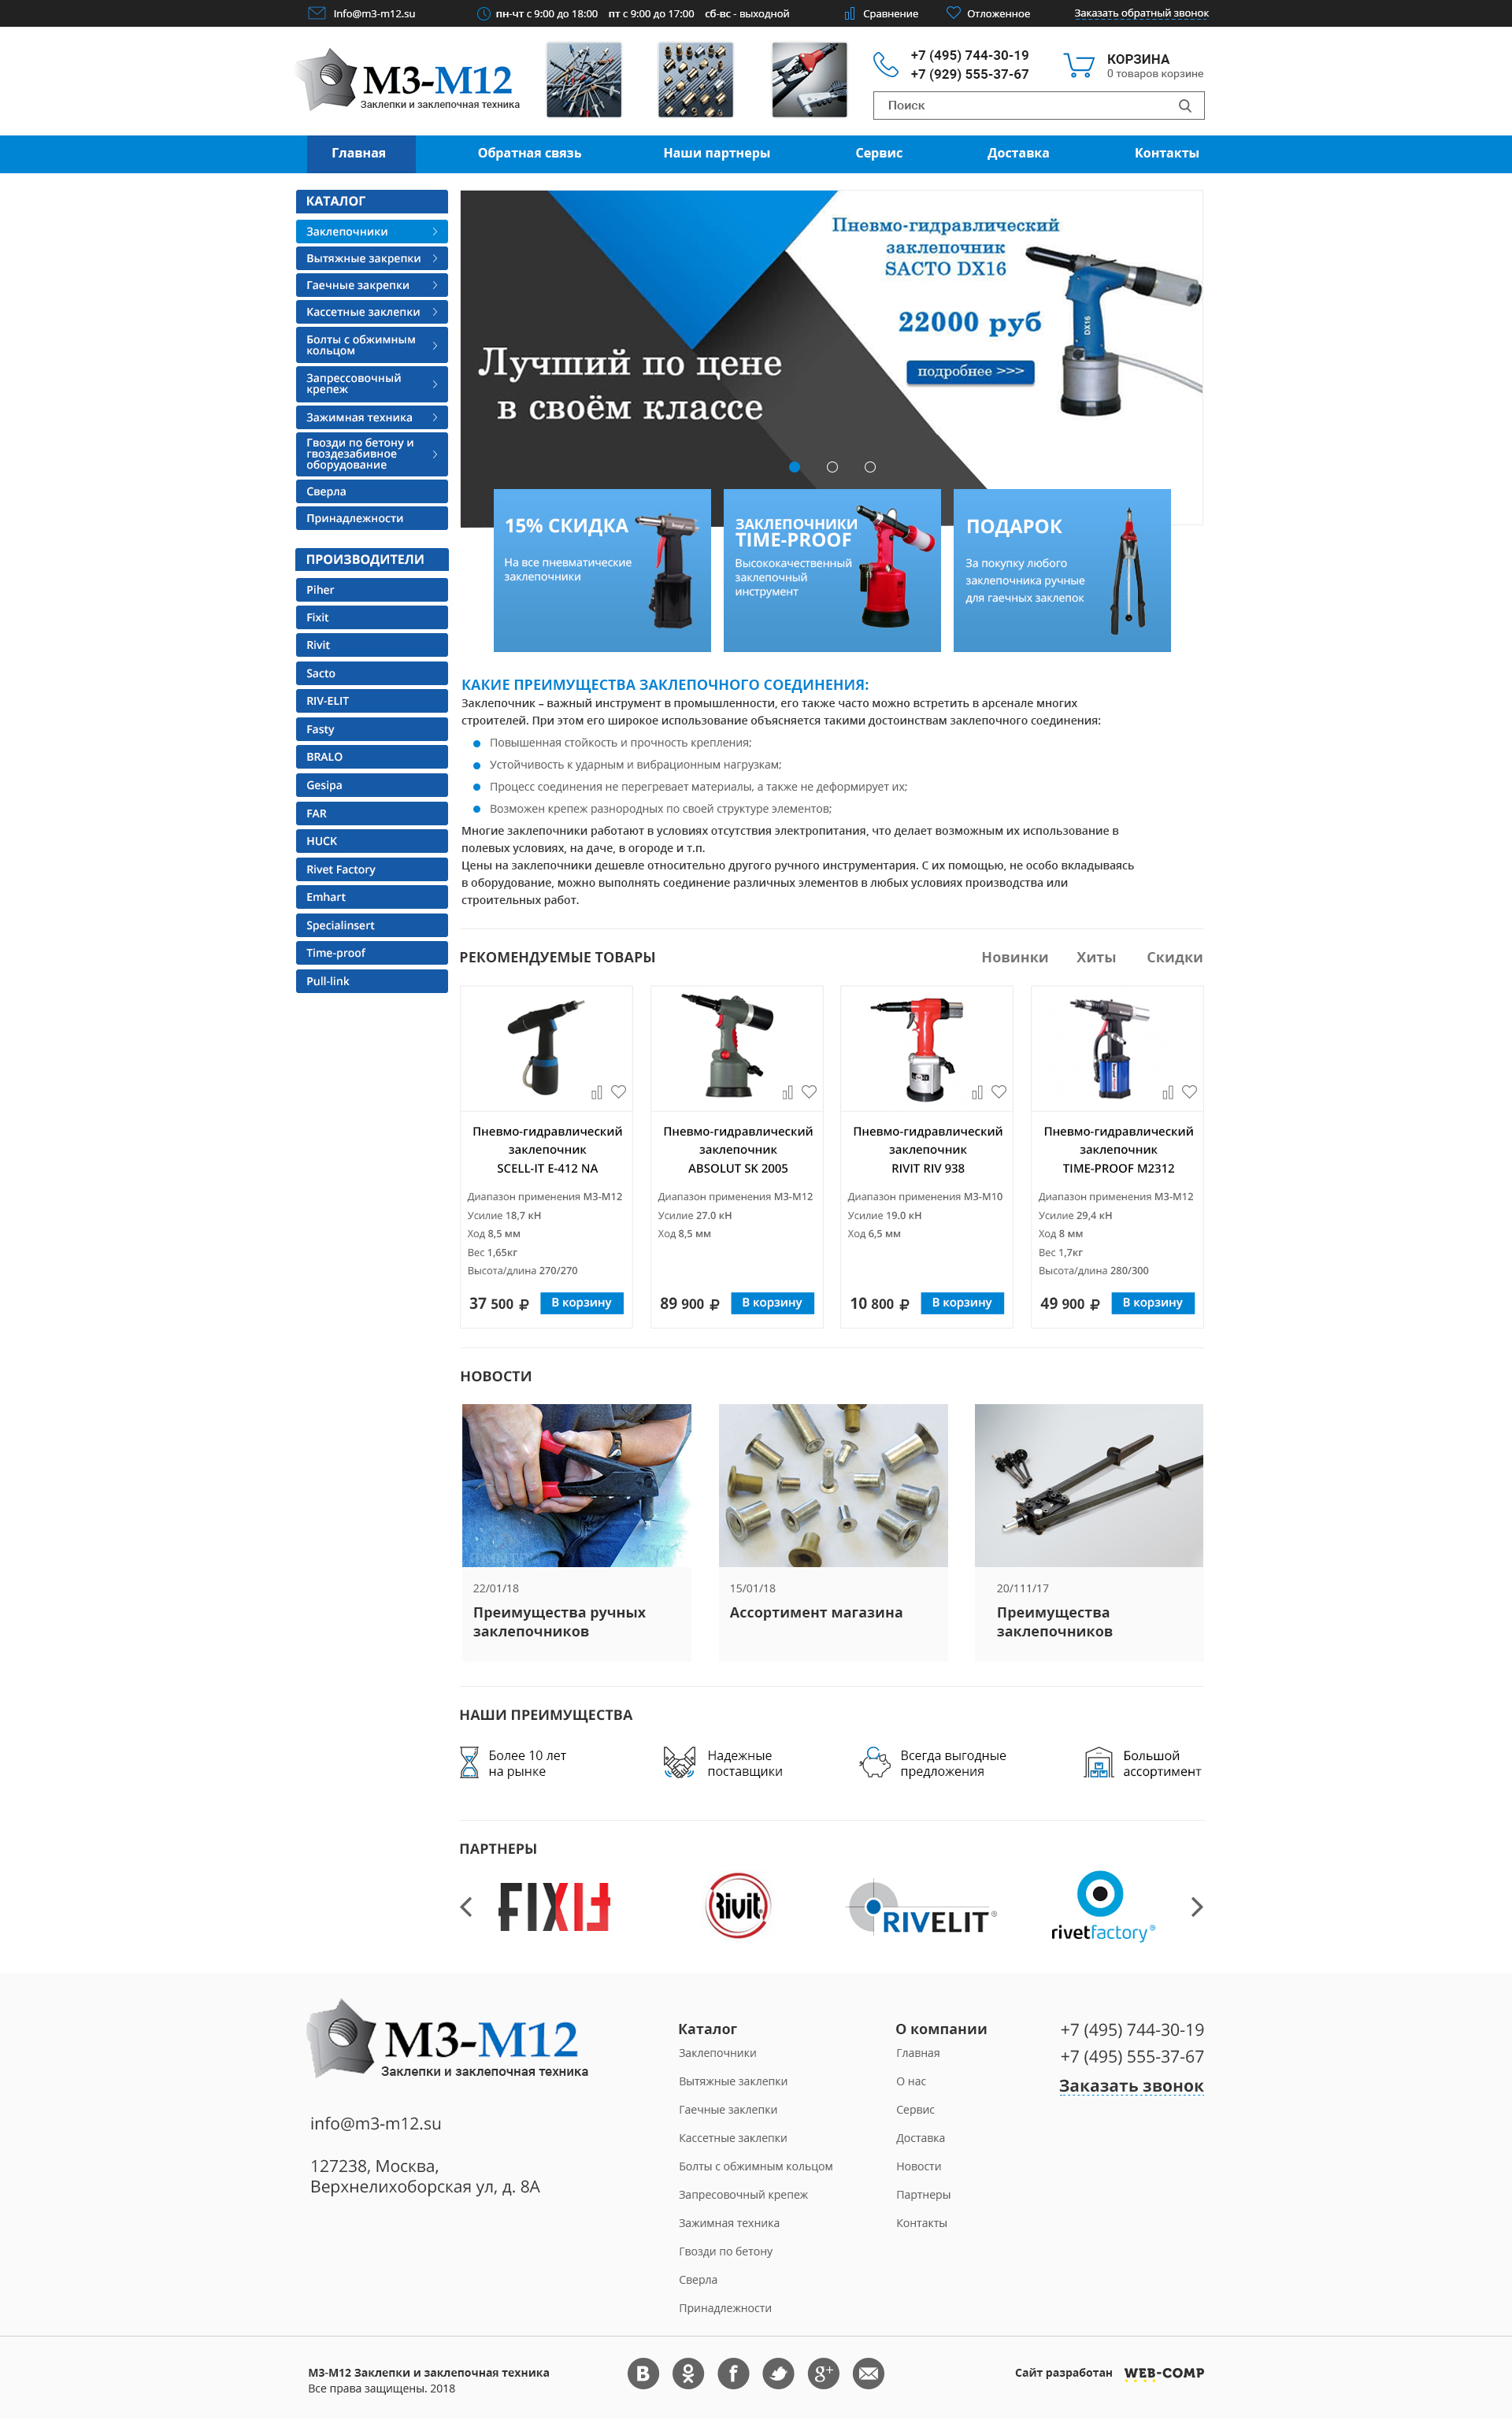 Info@m3-m12.su
пн-чт с 9:00 до 18:00 пт с 9:00 до 17:00 сб-вс - выходной
Сравнение
Отложенное
Заказать обратный звонок
М3-М12
Заклепки и заклепочная техника
+7 (495) 744-30-19
+7 (929) 555-37-67
КОРЗИНА
0 товаров корзине
Поиск
Главная
Обратная связь
Наши партнеры
Сервис
Доставка
Контакты
КАТАЛОГ
Заклепочники
Вытяжные закрепки
Гаечные закрепки
Кассетные заклепки
Болты с обжимным
кольцом
Запрессовочный
крепеж
Зажимная техника
Гвозди по бетону и
гвоздезабивное
оборудование
Сверла
Принадлежности
ПРОИЗВОДИТЕЛИ
Piher
Fixit
Rivit
Sacto
RIV-ELIT
Fasty
BRALO
Gesipa
FAR
HUCK
Rivet Factory
Emhart
Specialinsert
Time-proof
Pull-link
Пневмо-гидравлический
заклепочник
SACTO DX16
22000 руб
подробнее >>>
DX16
Лучший по цене
в своём классе
15% СКИДКА
На все пневматические
заклепочники
ЗАКЛЕПОЧНИКИ
TIME-PROOF
Высококачественный
заклепочный
инструмент
ПОДАРОК
За покупку любого
заклепочника ручные
для гаечных заклепок
КАКИЕ ПРЕИМУЩЕСТВА ЗАКЛЕПОЧНОГО СОЕДИНЕНИЯ:
Заклепочник – важный инструмент в промышленности, его также часто можно встретить в арсенале многих
строителей. При этом его широкое использование объясняется такими достоинствам заклепочного соединения:
Повышенная стойкость и прочность крепления;
Устойчивость к ударным и вибрационным нагрузкам;
Процесс соединения не перегревает материалы, а также не деформирует их;
Возможен крепеж разнородных по своей структуре элементов;
Многие заклепочники работают в условиях отсутствия электропитания, что делает возможным их использование в
полевых условиях, на даче, в огороде и т.п.
Цены на заклепочники дешевле относительно другого ручного инструментария. С их помощью, не особо вкладываясь
в оборудование, можно выполнять соединение различных элементов в любых условиях производства или
строительных работ.
РЕКОМЕНДУЕМЫЕ ТОВАРЫ
Новинки
Хиты
Скидки
Пневмо-гидравлический
заклепочник
SCELL-IT E-412 NA
Диапазон применения М3-М12
Усилие 18,7 кН
Ход 8,5 мм
Вес 1,65кг
Высота/длина 270/270
37 500 ₽
В корзину
Пневмо-гидравлический
заклепочник
ABSOLUT SK 2005
Диапазон применения М3-М12
Усилие 27.0 кН
Ход 8,5 мм
89 900 ₽
В корзину
Пневмо-гидравлический
заклепочник
RIVIT RIV 938
Диапазон применения М3-М10
Усилие 19.0 кН
Ход 6,5 мм
10 800 ₽
В корзину
Пневмо-гидравлический
заклепочник
TIME-PROOF M2312
Диапазон применения М3-М12
Усилие 29,4 кН
Ход 8 мм
Вес 1,7кг
Высота/длина 280/300
49 900 ₽
В корзину
НОВОСТИ
22/01/18
Преимущества ручных
заклепочников
15/01/18
Ассортимент магазина
20/111/17
Преимущества
заклепочников
НАШИ ПРЕИМУЩЕСТВА
Более 10 лет
на рынке
Надежные
поставщики
Всегда выгодные
предложения
Большой
ассортимент
ПАРТНЕРЫ
FIXIT
Rivit
RIVELIT®
rivetfactory®
М3-М12
Заклепки и заклепочная техника
info@m3-m12.su
127238, Москва,
Верхнелихоборская ул, д. 8А
Каталог
Заклепочники
Вытяжные заклепки
Гаечные заклепки
Кассетные заклепки
Болты с обжимным кольцом
Запресовочный крепеж
Зажимная техника
Гвозди по бетону
Сверла
Принадлежности
О компании
Главная
О нас
Сервис
Доставка
Новости
Партнеры
Контакты
+7 (495) 744-30-19
+7 (495) 555-37-67
Заказать звонок
М3-М12 Заклепки и заклепочная техника
Все права защищены. 2018
Сайт разработан
WEB-COMP